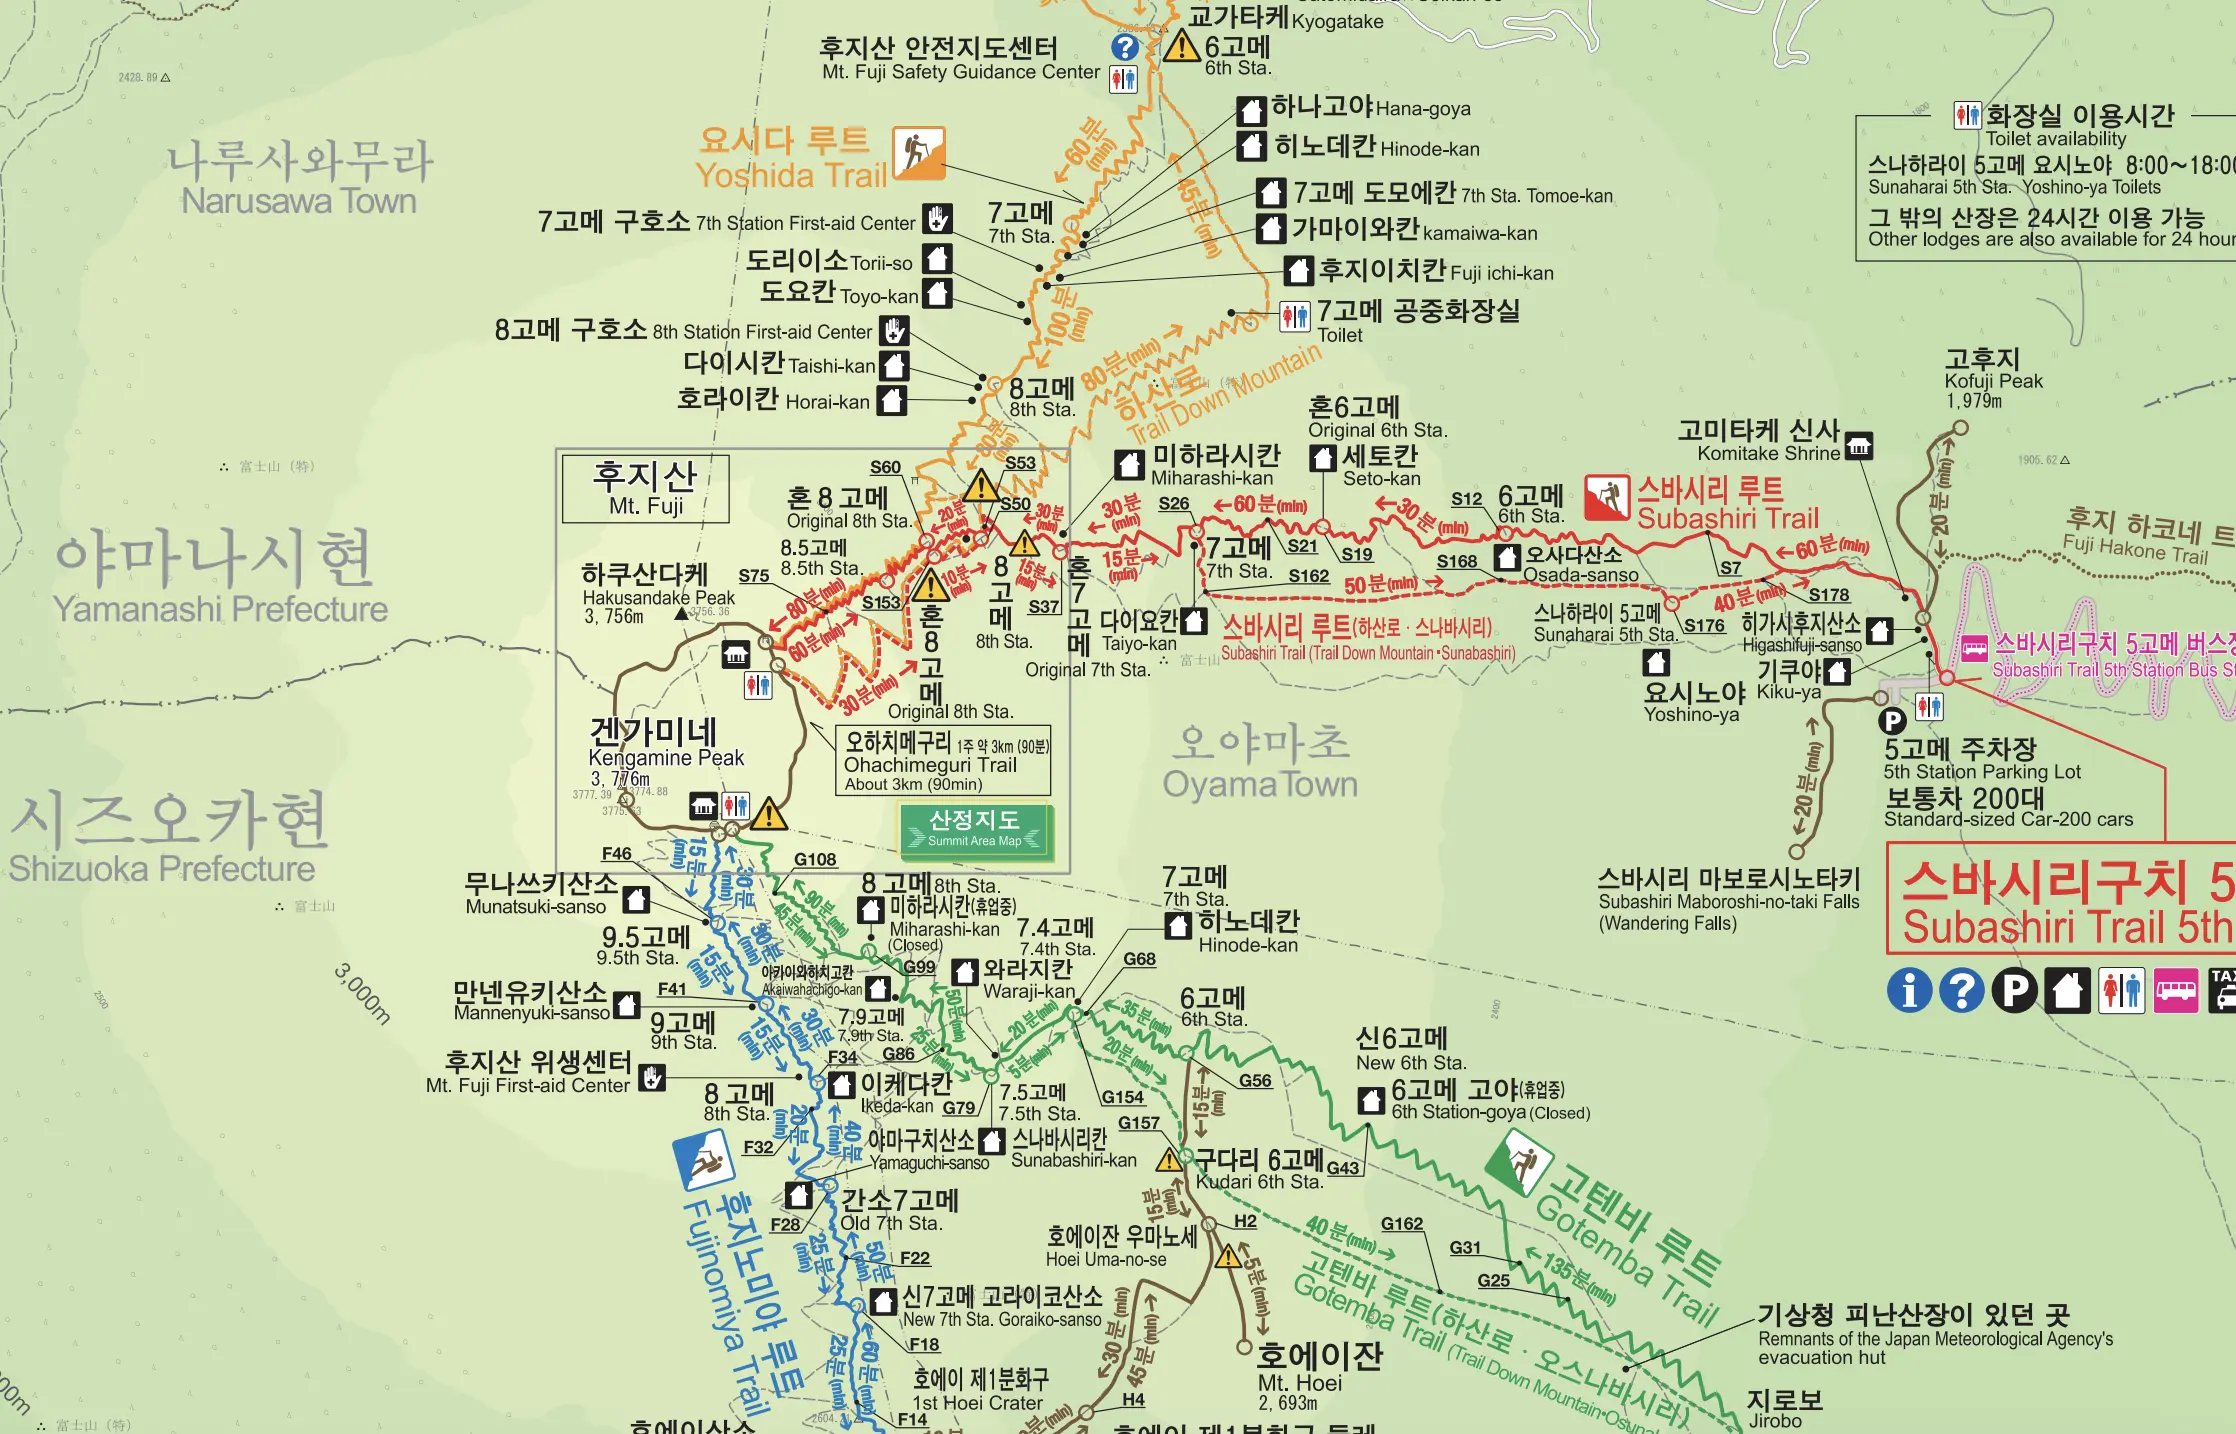 교가타케 Kyogatake
후지산 안전지도센터
Mt. Fuji Safety Guidance Center
6고메
6th Sta.
2428.89
나루사와무라
Narusawa Town
요시다 루트
Yoshida Trail
←60분(min)
←45분(min)
하나고야 Hana-goya
히노데칸 Hinode-kan
7고메 도모에칸 7th Sta. Tomoe-kan
가마이와칸 kamaiwa-kan
후지이치칸 Fuji ichi-kan
7고메 공중화장실
Toilet
화장실 이용시간
Toilet availability
스나하라이 5고메 요시노야 8:00~18:00
Sunaharai 5th Sta. Yoshino-ya Toilets
그 밖의 산장은 24시간 이용 가능
Other lodges are also available for 24 hour
7고메 구호소 7th Station First-aid Center
7고메
7th Sta.
도리이소 Torii-so
도요칸 Toyo-kan
8고메 구호소 8th Station First-aid Center
다이시칸 Taishi-kan
호라이칸 Horai-kan
100분(min)→
8고메
8th Sta.
80분(min)→
하산로
Trail Down Mountain
富士山（特）
고후지
Kofuji Peak
1,979m
1905.62
←20분(min)→
후지 하코네 트
Fuji Hakone Trail
고미타케 신사
Komitake Shrine
혼6고메
Original 6th Sta.
세토칸
Seto-kan
미하라시칸
Miharashi-kan
S26
←60분(min)
←30분(min)
S12
6고메
6th Sta.
스바시리 루트
Subashiri Trail
←60분(min)
S7
S178
40분(min)→
S176
S168
오사다산소
Osada-sanso
스나하라이 5고메
Sunaharai 5th Sta.
요시노야
Yoshino-ya
히가시후지산소
Higashifuji-sanso
기쿠야
Kiku-ya
스바시리구치 5고메 버스정
Subashiri Trail 5th Station Bus S
P
5고메 주차장
5th Station Parking Lot
보통차 200대
Standard-sized Car-200 cars
←20분(min)→
스바시리 마보로시노타키
Subashiri Maboroshi-no-taki Falls
(Wandering Falls)
스바시리구치 5
Subashiri Trail 5th
TAX
후지산
Mt. Fuji
S60
S53
S50
혼 8 고메
Original 8th Sta.
8.5고메
8.5th Sta.
←20분(min)
←30분(min)
←30분(min)
15분(min)→
7고메
7th Sta.
S21
S19
S162
50분(min)→
다이요칸
Taiyo-kan
스바시리 루트(하산로 · 스나바시리)
Subashiri Trail (Trail Down Mountain・Sunabashiri)
富士山
하쿠산다케
Hakusandake Peak
3,756m
3756.36
S75
←80분(min)
S153
10분(min)→
15분(min)→
S37
8고메
8th Sta.
혼7고메
Original 7th Sta.
혼8고메
Original 8th Sta.
60분(min)→
30분(min)→
야마나시현
Yamanashi Prefecture
시즈오카현
Shizuoka Prefecture
富士山（特）
富士山
겐가미네
Kengamine Peak
3,776m
3777.39
3774.88
오하치메구리 1주 약 3km (90분)
Ohachimeguri Trail
About 3km (90min)
산정지도
Summit Area Map
오야마초
Oyama Town
3,000m
2500
2400
F46
15분(min)→
←30분(min)
G108
무나쓰키산소
Munatsuki-sanso
9.5고메
9.5th Sta.
15분(min)→
←30분(min)
만넨유키산소
Mannenyuki-sanso
F41
9고메
9th Sta.
15분(min)→
←30분(min)
후지산 위생센터
Mt. Fuji First-aid Center
F34
8 고메
8th Sta.
이케다칸
Ikeda-kan
F32
20분(min)→
←40분(min)
간소7고메
Old 7th Sta.
F28
F22
25분(min)→
←50분(min)
신7고메 고라이코산소
New 7th Sta. Goraiko-sanso
F18
25분(min)→
←60분(min)
F14
후지노미야 루트
Fujinomiya Trail
호에이 제1분화구
1st Hoei Crater
8 고메 8th Sta.
미하라시칸(휴업중)
Miharashi-kan
(Closed)
←90분(min)
45분(min)→
G99
아카이와하치고칸
Akaiwahachigo-kan
7.9고메
7.9th Sta.
G86
←50분(min)
25분(min)→
7.4고메
7.4th Sta.
와라지칸
Waraji-kan
7고메
7th Sta.
히노데칸
Hinode-kan
G68
←20분(min)
5분(min)→
G79
7.5고메
7.5th Sta.
야마구치산소
Yamaguchi-sanso
스나바시리칸
Sunabashiri-kan
6고메
6th Sta.
←35분(min)
20분(min)→
G56
G154
G157
←15분(min)→
구다리 6고메
Kudari 6th Sta.
신6고메
New 6th Sta.
6고메 고야(휴업중)
6th Station-goya (Closed)
G43
←15분(min)→
H2
호에이잔 우마노세
Hoei Uma-no-se
←5분(min)→
호에이잔
Mt. Hoei
2,693m
←30분(min)
45분(min)→
H4
40분(min)→
G162
G31
G25
←135분(min)
고텐바 루트
Gotemba Trail
고텐바 루트(하산로 · 오스나바시리)
Gotemba Trail (Trail Down Mountain・Osuna
기상청 피난산장이 있던 곳
Remnants of the Japan Meteorological Agency's
evacuation hut
지로보
Jirobo
富士山（特）